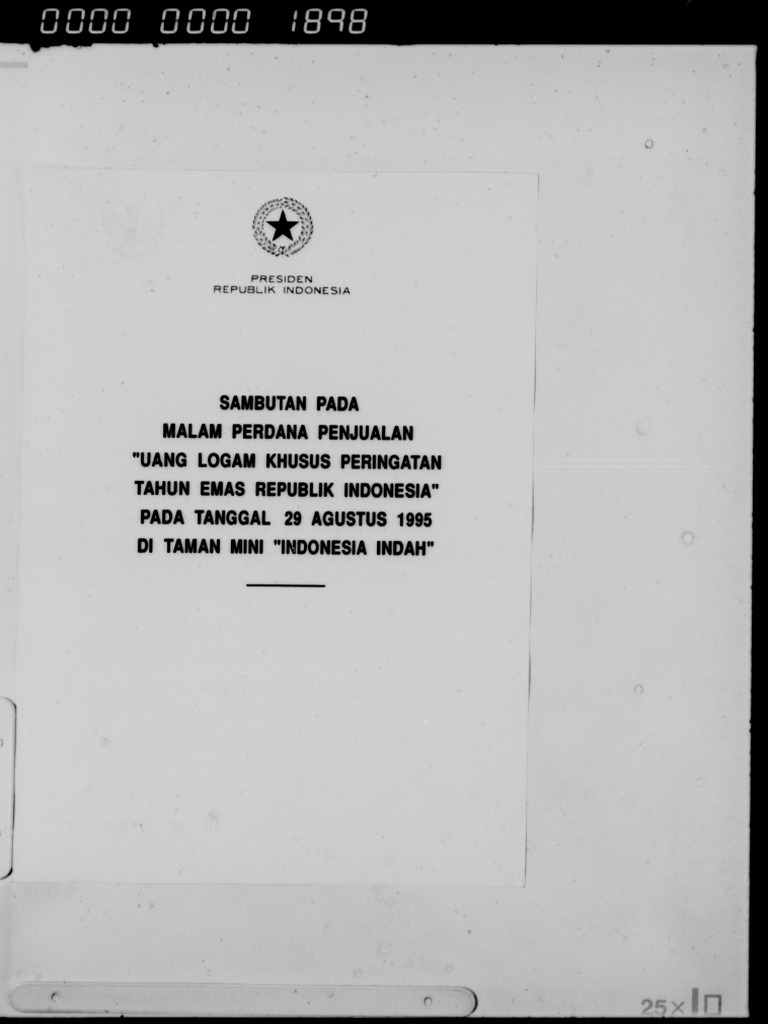 0000 0000 1898
PRESIDEN
REPUBLIK INDONESIA
SAMBUTAN PADA
MALAM PERDANA PENJUALAN
"UANG LOGAM KHUSUS PERINGATAN
TAHUN EMAS REPUBLIK INDONESIA"
PADA TANGGAL 29 AGUSTUS 1995
DI TAMAN MINI "INDONESIA INDAH"
25×